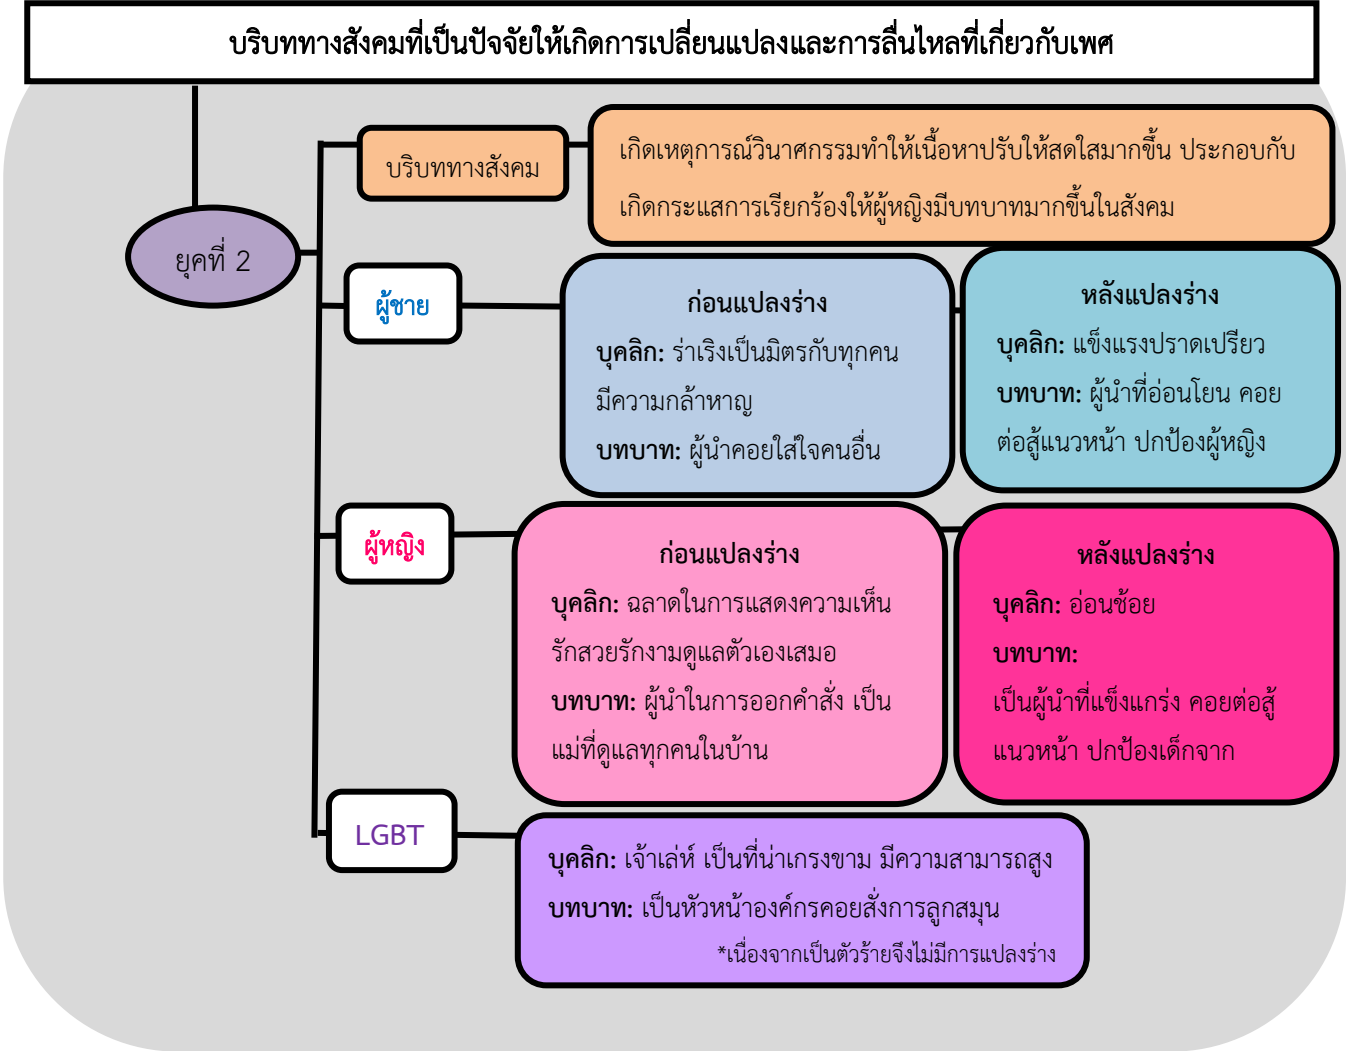 บริบททางสังคมที่เป็นปัจจัยให้เกิดการเปลี่ยนแปลงและการลื่นไหลที่เกี่ยวกับเพศ
ยุคที่ 2
บริบททางสังคม
เกิดเหตุการณ์วินาศกรรมทำให้เนื้อหาปรับให้สดใสมากขึ้น ประกอบกับ
เกิดกระแสการเรียกร้องให้ผู้หญิงมีบทบาทมากขึ้นในสังคม
ผู้ชาย
ก่อนแปลงร่าง
บุคลิก: ร่าเริงเป็นมิตรกับทุกคน
มีความกล้าหาญ
บทบาท: ผู้นำคอยใส่ใจคนอื่น
หลังแปลงร่าง
บุคลิก: แข็งแรงปราดเปรียว
บทบาท: ผู้นำที่อ่อนโยน คอย
ต่อสู้แนวหน้า ปกป้องผู้หญิง
ผู้หญิง
ก่อนแปลงร่าง
บุคลิก: ฉลาดในการแสดงความเห็น
รักสวยรักงามดูแลตัวเองเสมอ
บทบาท: ผู้นำในการออกคำสั่ง เป็น
แม่ที่ดูแลทุกคนในบ้าน
หลังแปลงร่าง
บุคลิก: อ่อนช้อย
บทบาท:
เป็นผู้นำที่แข็งแกร่ง คอยต่อสู้
แนวหน้า ปกป้องเด็กจาก
LGBT
บุคลิก: เจ้าเล่ห์ เป็นที่น่าเกรงขาม มีความสามารถสูง
บทบาท: เป็นหัวหน้าองค์กรคอยสั่งการลูกสมุน
*เนื่องจากเป็นตัวร้ายจึงไม่มีการแปลงร่าง